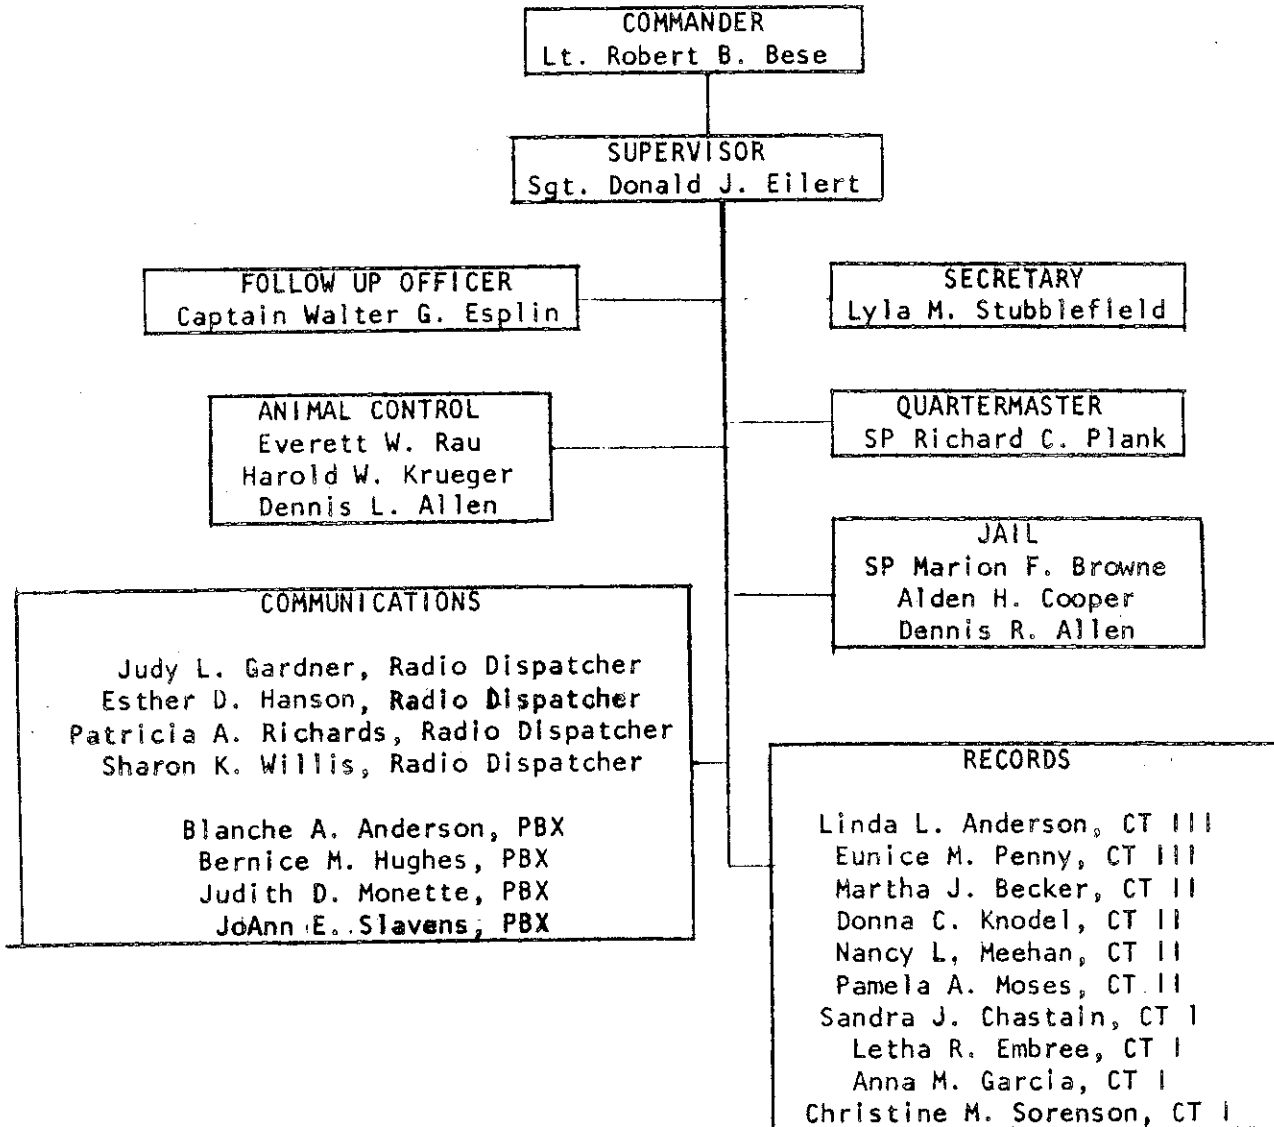 COMMANDER
Lt. Robert B. Bese
SUPERVISOR
Sgt. Donald J. Eilert
FOLLOW UP OFFICER
Captain Walter G. Esplin
SECRETARY
Lyla M. Stubblefield
ANIMAL CONTROL
Everett W. Rau
Harold W. Krueger
Dennis L. Allen
QUARTERMASTER
SP Richard C. Plank
JAIL
SP Marion F. Browne
Alden H. Cooper
Dennis R. Allen
COMMUNICATIONS
Judy L. Gardner, Radio Dispatcher
Esther D. Hanson, Radio Dispatcher
Patricia A. Richards, Radio Dispatcher
Sharon K. Willis, Radio Dispatcher
Blanche A. Anderson, PBX
Bernice M. Hughes, PBX
Judith D. Monette, PBX
JoAnn E. Slavens, PBX
RECORDS
Linda L. Anderson, CT III
Eunice M. Penny, CT III
Martha J. Becker, CT II
Donna C. Knodel, CT II
Nancy L. Meehan, CT II
Pamela A. Moses, CT II
Sandra J. Chastain, CT I
Letha R. Embree, CT I
Anna M. Garcia, CT I
Christine M. Sorenson, CT I